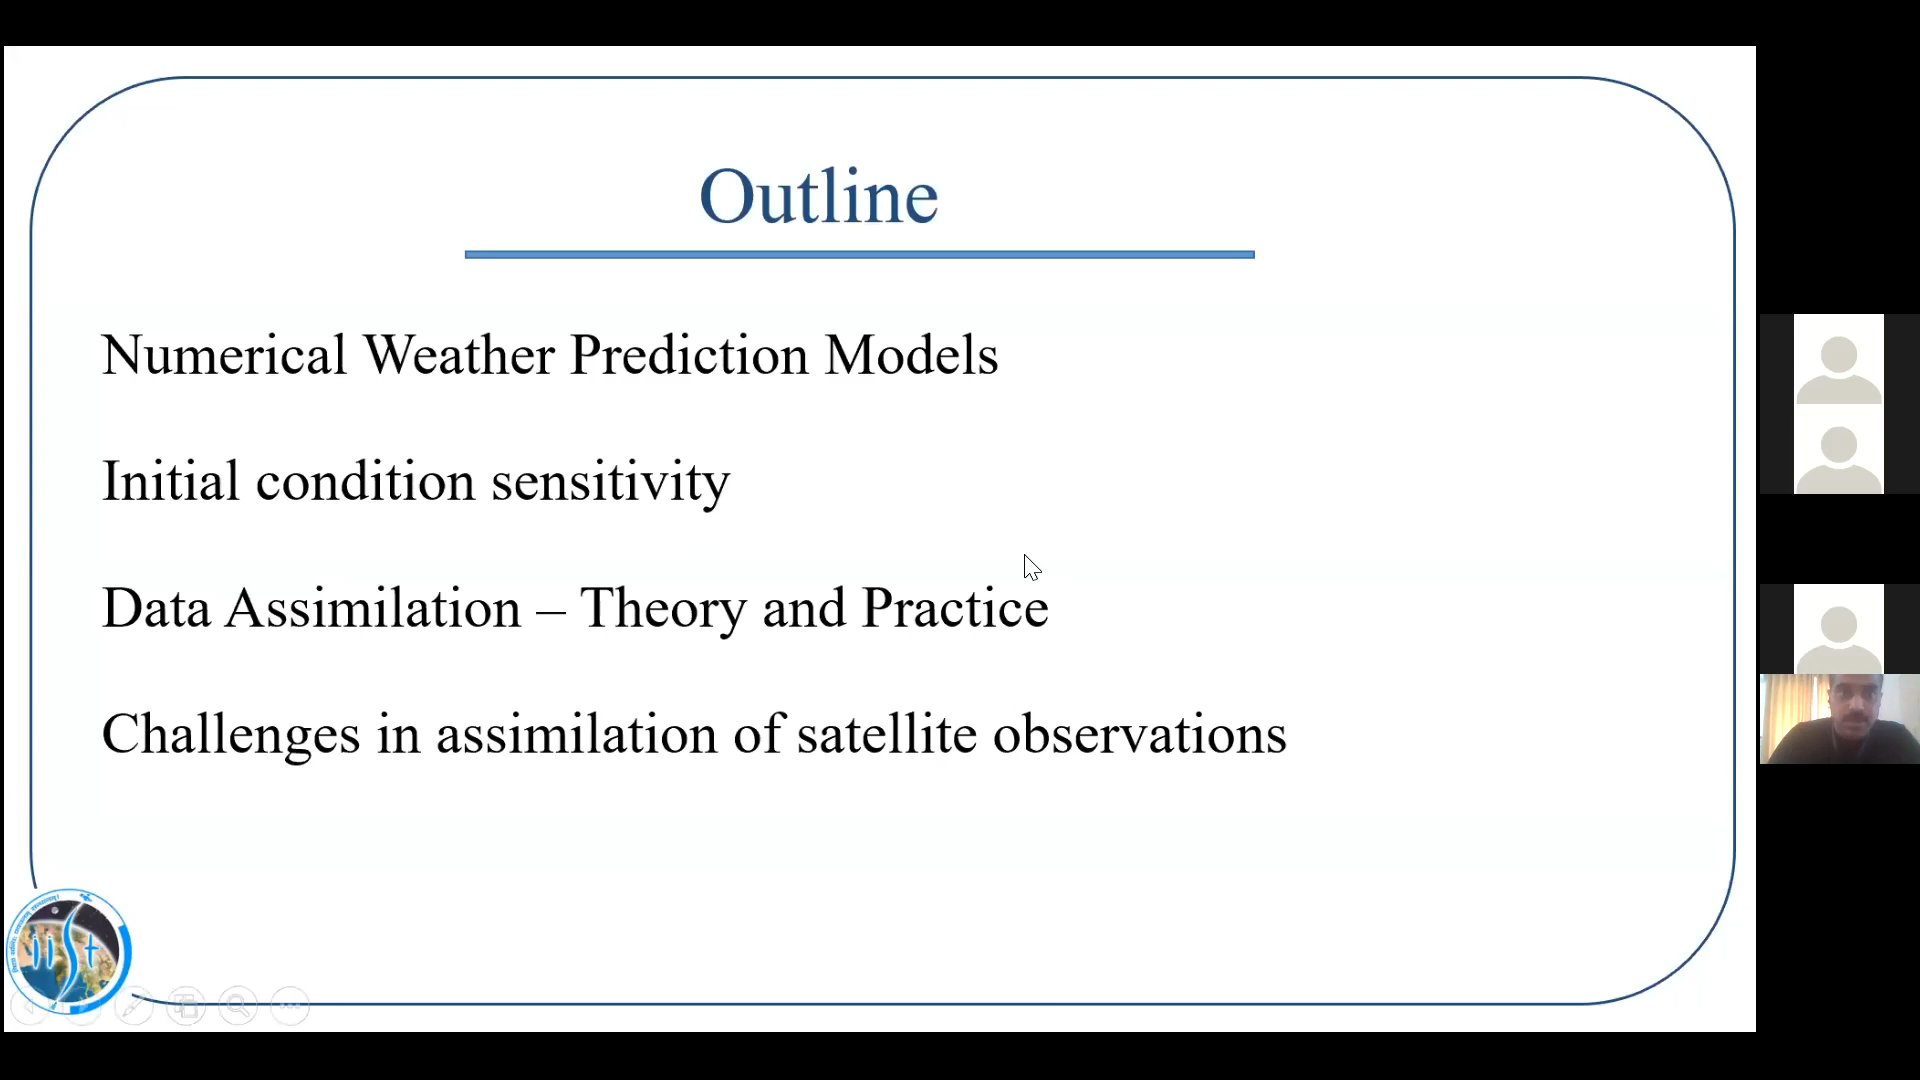 Outline
Numerical Weather Prediction Models
Initial condition sensitivity
Data Assimilation – Theory and Practice
Challenges in assimilation of satellite observations
iist